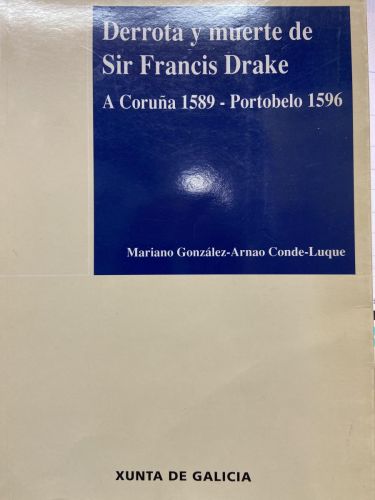 Derrota y muerte de
Sir Francis Drake
A Coruña 1589 - Portobelo 1596
Mariano González-Arnao Conde-Luque
XUNTA DE GALICIA